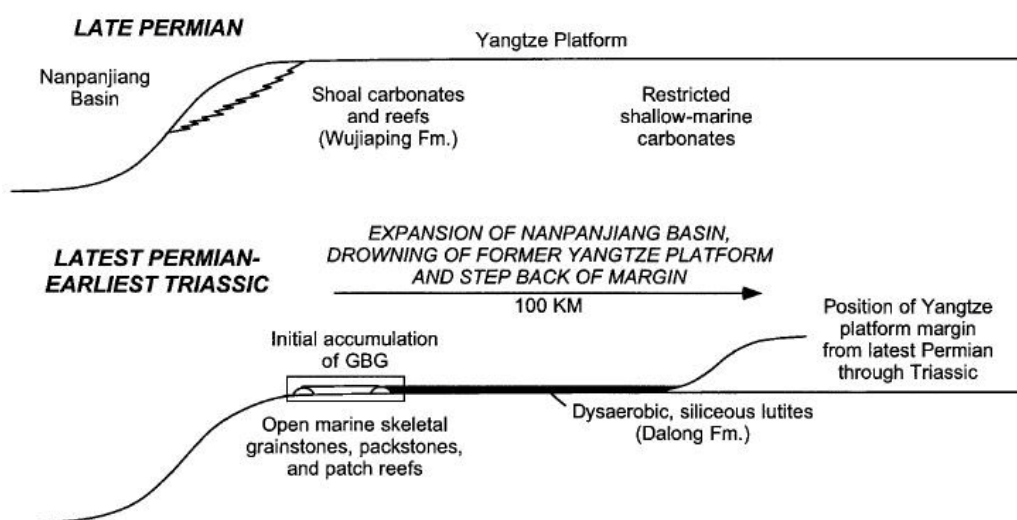 LATE PERMIAN
Yangtze Platform
Nanpanjiang
Basin
Shoal carbonates
and reefs
(Wujiaping Fm.)
Restricted
shallow-marine
carbonates
LATEST PERMIAN-
EARLIEST TRIASSIC
EXPANSION OF NANPANJIANG BASIN,
DROWNING OF FORMER YANGTZE PLATFORM
AND STEP BACK OF MARGIN
100 KM
Position of Yangtze
platform margin
from latest Permian
through Triassic
Initial accumulation
of GBG
Open marine skeletal
grainstones, packstones,
and patch reefs
Dysaerobic, siliceous lutites
(Dalong Fm.)